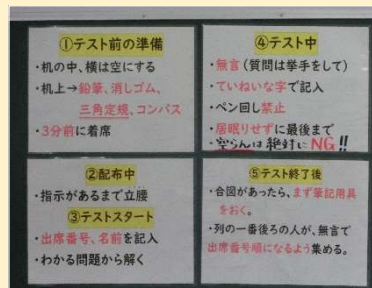 ①テスト前の準備
・机の中、横は空にする
・机上→鉛筆、消しゴム、
三角定規、コンパス
・3分前に着席
②配布中
・指示があるまで立腰
③テストスタート
・出席番号、名前を記入
・わかる問題から解く
④テスト中
・無言(質問は挙手をして)
・ていねいな字で記入
・ペン回し禁止
・居眠りせずに最後まで
・空らんは絶対にNG!!
⑤テスト終了後
・合図があったら、まず筆記用具
をおく。
・列の一番後ろの人が、無言で
出席番号順になるよう集める。